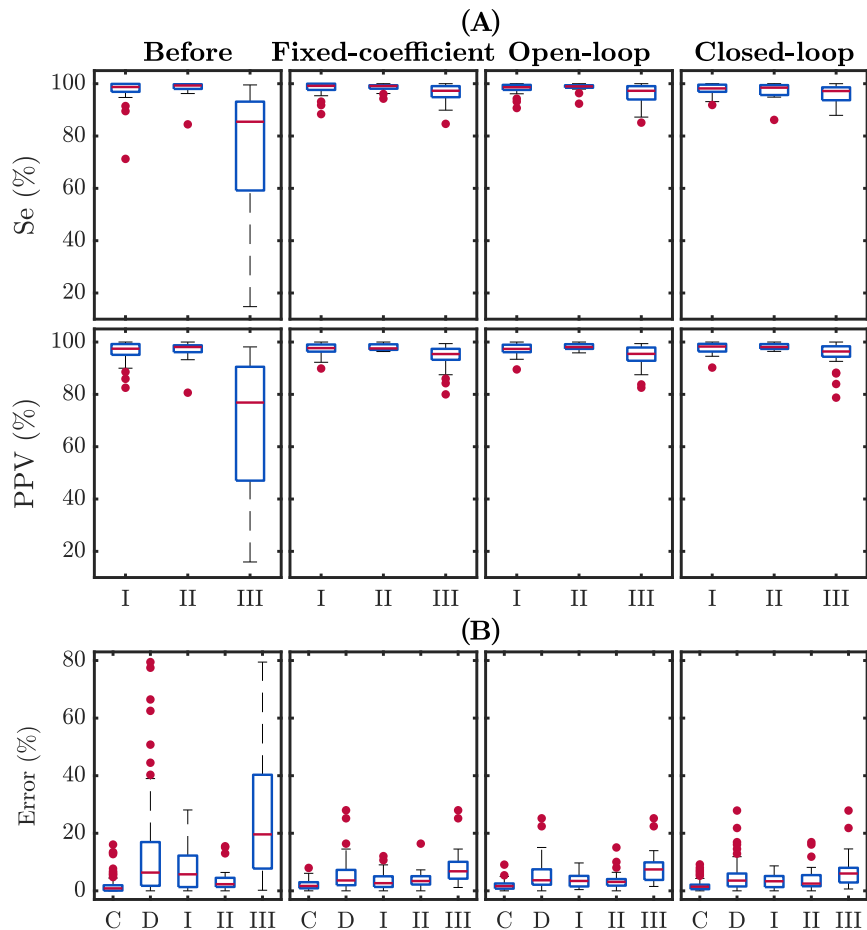 (A)
Before Fixed-coefficient Open-loop Closed-loop
Se (%)
100
80
60
40
20
PPV (%)
100
80
60
40
20
I II III I II III I II III I II III
(B)
Error (%)
80
60
40
20
0
C D I II III C D I II III C D I II III C D I II III